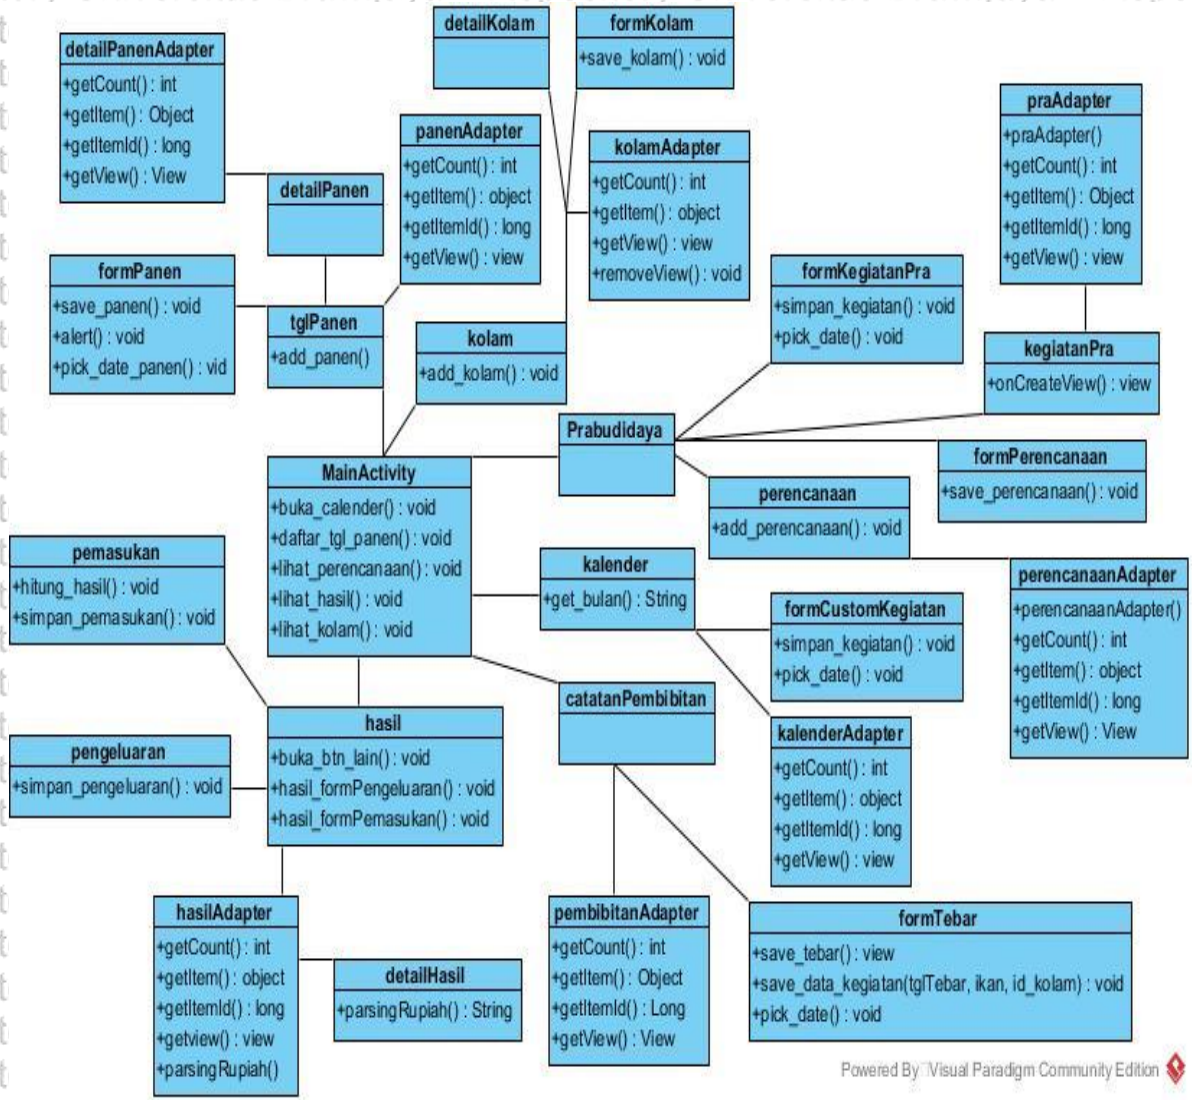 detailKolam
formKolam
+save_kolam() : void
detailPanenAdapter
+getCount() : int
+getItem() : Object
+getItemId() : long
+getView() : View
praAdapter
+praAdapter()
+getCount() : int
+getItem() : Object
+getItemId() : long
+getView() : view
panenAdapter
+getCount() : int
+getItem() : object
+getItemId() : long
+getView() : view
kolamAdapter
+getCount() : int
+getItem() : object
+getView() : view
+removeView() : void
detailPanen
formPanen
+save_panen() : void
+alert() : void
+pick_date_panen() : vid
tglPanen
+add_panen()
kolam
+add_kolam() : void
formKegiatanPra
+simpan_kegiatan() : void
+pick_date() : void
kegiatanPra
+onCreateView() : view
Prabudidaya
formPerencanaan
+save_perencanaan() : void
MainActivity
+buka_calender() : void
+daftar_tgl_panen() : void
+lihat_perencanaan() : void
+lihat_hasil() : void
+lihat_kolam() : void
perencanaan
+add_perencanaan() : void
pemasukan
+hitung_hasil() : void
+simpan_pemasukan() : void
kalender
+get_bulan() : String
perencanaanAdapter
+perencanaanAdapter()
+getCount() : int
+getItem() : object
+getItemId() : long
+getView() : View
formCustomKegiatan
+simpan_kegiatan() : void
+pick_date() : void
catatanPembibitan
hasil
+buka_btn_lain() : void
+hasil_formPengeluaran() : void
+hasil_formPemasukan() : void
pengeluaran
+simpan_pengeluaran() : void
kalenderAdapter
+getCount() : int
+getItem() : object
+getItemId() : long
+getView() : view
hasilAdapter
+getCount() : int
+getItem() : object
+getItemId() : long
+getview() : view
+parsingRupiah()
detailHasil
+parsingRupiah() : String
pembibitanAdapter
+getCount() : int
+getItem() : Object
+getItemId() : Long
+getView() : View
formTebar
+save_tebar() : view
+save_data_kegiatan(tglTebar, ikan, id_kolam) : void
+pick_date() : void
Powered By Visual Paradigm Community Edition